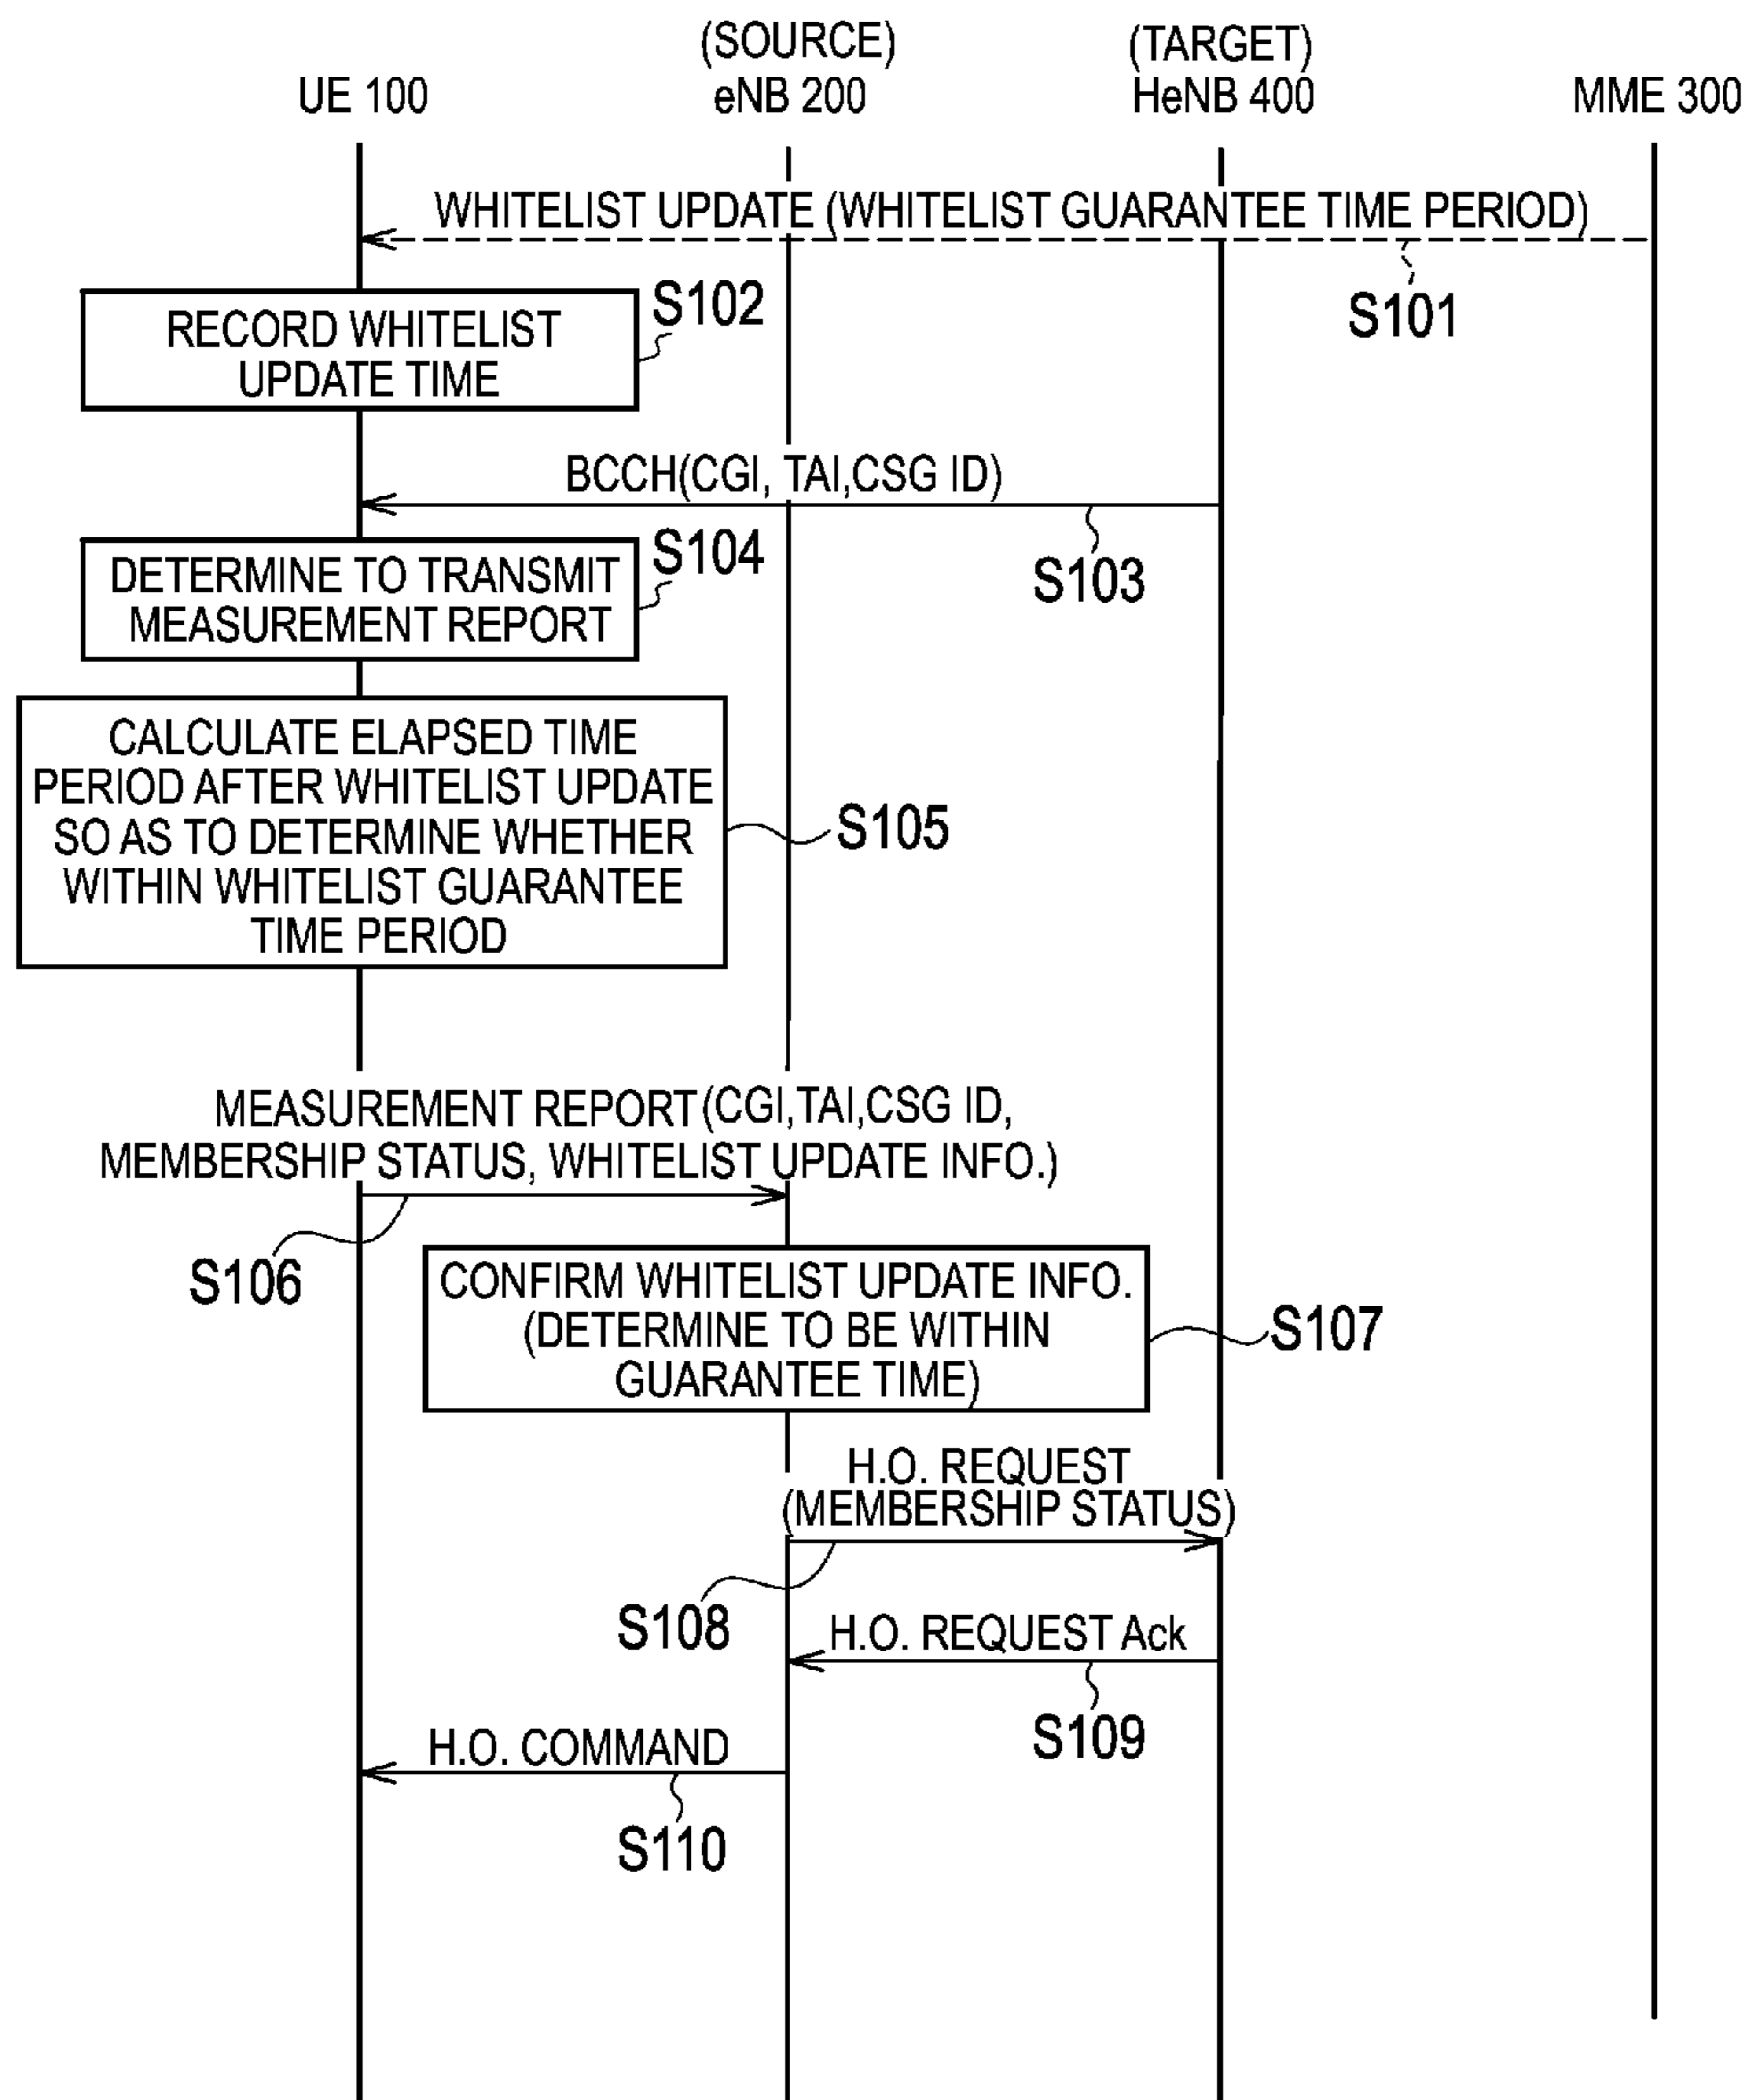 (SOURCE)
(TARGET)
UE 100
eNB 200
HeNB 400
MME 300
WHITELIST UPDATE (WHITELIST GUARANTEE TIME PERIOD)
S101
RECORD WHITELIST
UPDATE TIME
S102
BCCH(CGI, TAI,CSG ID)
S103
DETERMINE TO TRANSMIT
MEASUREMENT REPORT
S104
CALCULATE ELAPSED TIME
PERIOD AFTER WHITELIST UPDATE
SO AS TO DETERMINE WHETHER
WITHIN WHITELIST GUARANTEE
TIME PERIOD
S105
MEASUREMENT REPORT(CGI,TAI,CSG ID,
MEMBERSHIP STATUS, WHITELIST UPDATE INFO.)
S106
CONFIRM WHITELIST UPDATE INFO.
(DETERMINE TO BE WITHIN
GUARANTEE TIME)
S107
H.O. REQUEST
(MEMBERSHIP STATUS)
S108
H.O. REQUEST Ack
S109
H.O. COMMAND
S110